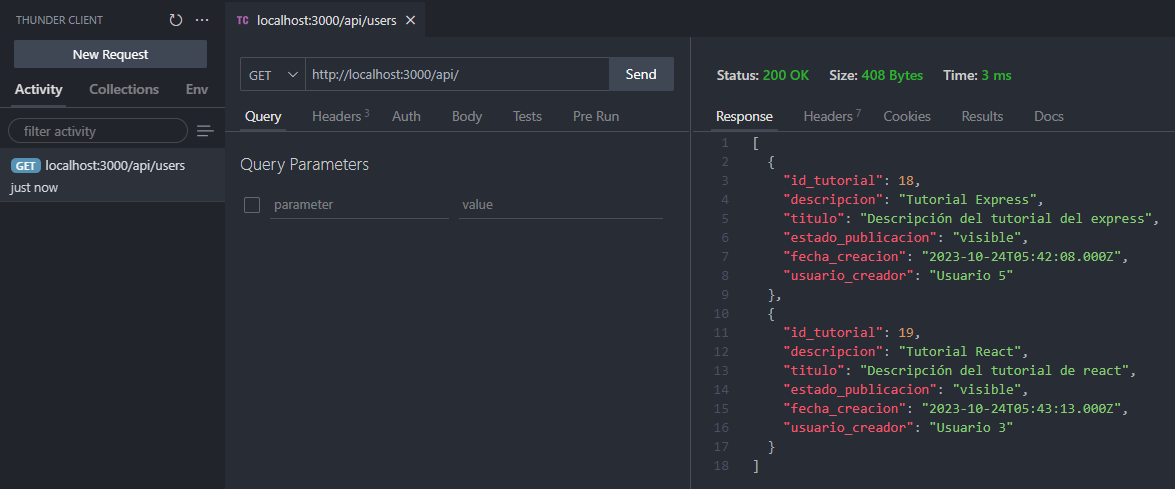 THUNDER CLIENT
New Request
Activity Collections Env
filter activity
GET localhost:3000/api/users
just now
TC localhost:3000/api/users
GET http://localhost:3000/api/ Send
Query Headers 3 Auth Body Tests Pre Run
Query Parameters
parameter value
Status: 200 OK Size: 408 Bytes Time: 3 ms
Response Headers 7 Cookies Results Docs
1 [
2 {
3 "id_tutorial": 18,
4 "descripcion": "Tutorial Express",
5 "titulo": "Descripción del tutorial del express",
6 "estado_publicacion": "visible",
7 "fecha_creacion": "2023-10-24T05:42:08.000Z",
8 "usuario_creador": "Usuario 5"
9 },
10 {
11 "id_tutorial": 19,
12 "descripcion": "Tutorial React",
13 "titulo": "Descripción del tutorial de react",
14 "estado_publicacion": "visible",
15 "fecha_creacion": "2023-10-24T05:43:13.000Z",
16 "usuario_creador": "Usuario 3"
17 }
18 ]